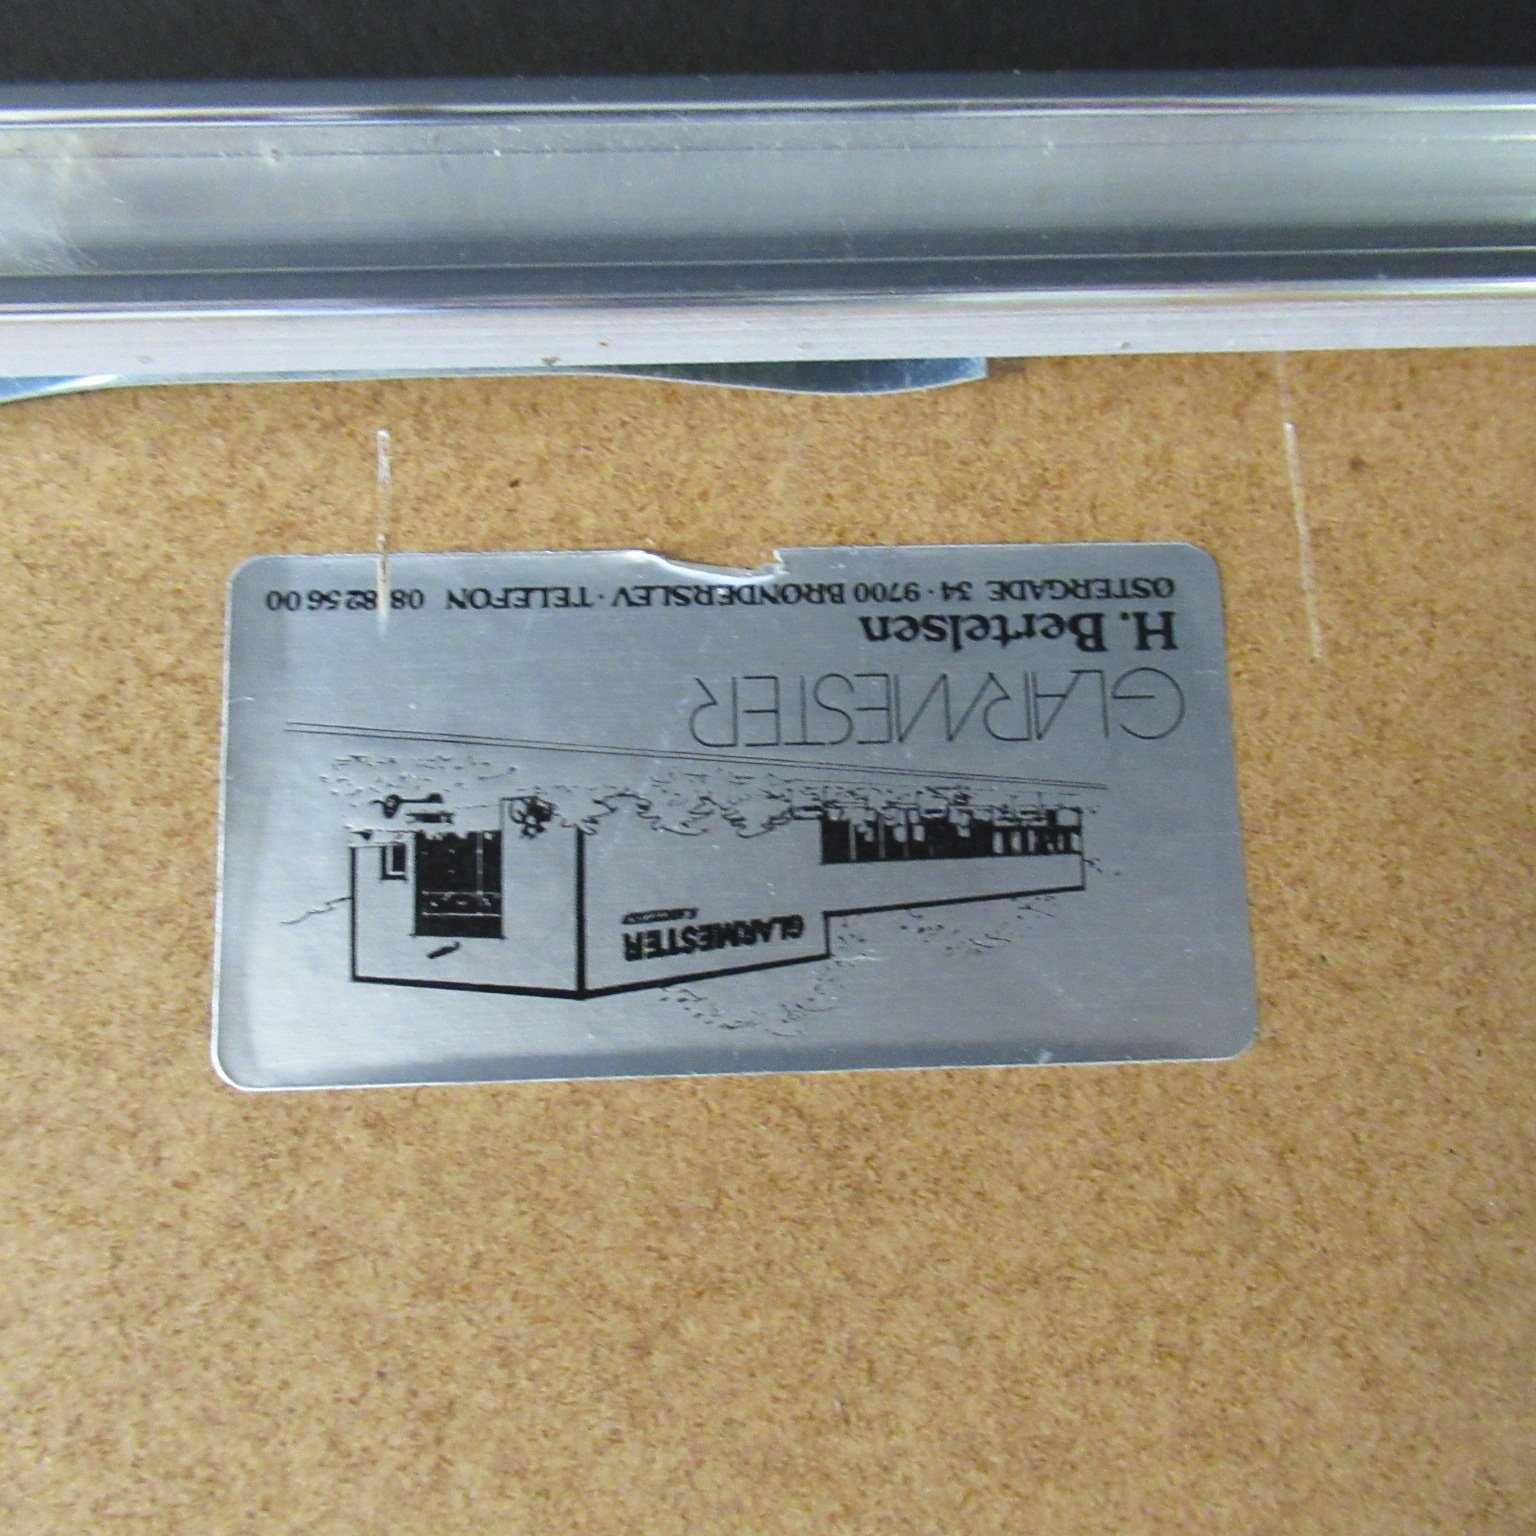 GLARMESTER
GLARMESTER
H. Bertelsen
ØSTERGADE 34 · 9700 BRØNDERSLEV · TELEFON 08 82 56 00